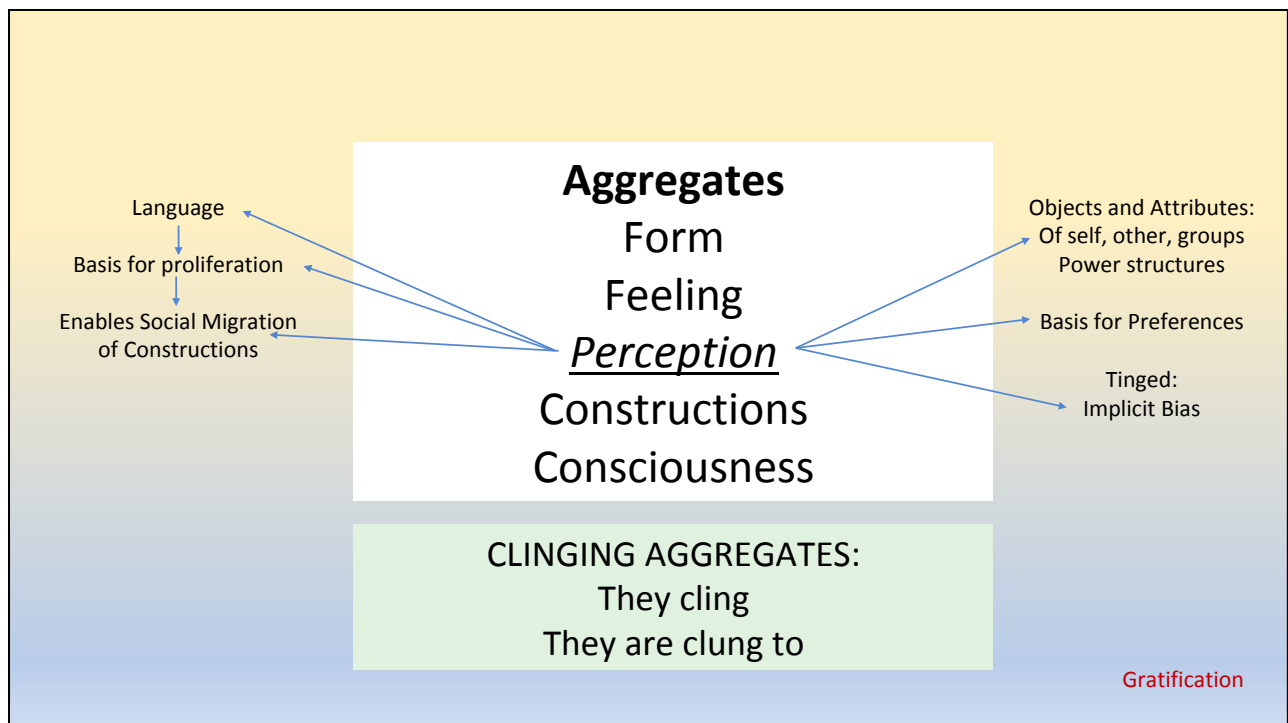 Aggregates
Form
Feeling
Perception
Constructions
Consciousness
Language
Basis for proliferation
Enables Social Migration
of Constructions
Objects and Attributes:
Of self, other, groups
Power structures
Basis for Preferences
Tinged:
Implicit Bias
CLINGING AGGREGATES:
They cling
They are clung to
Gratification